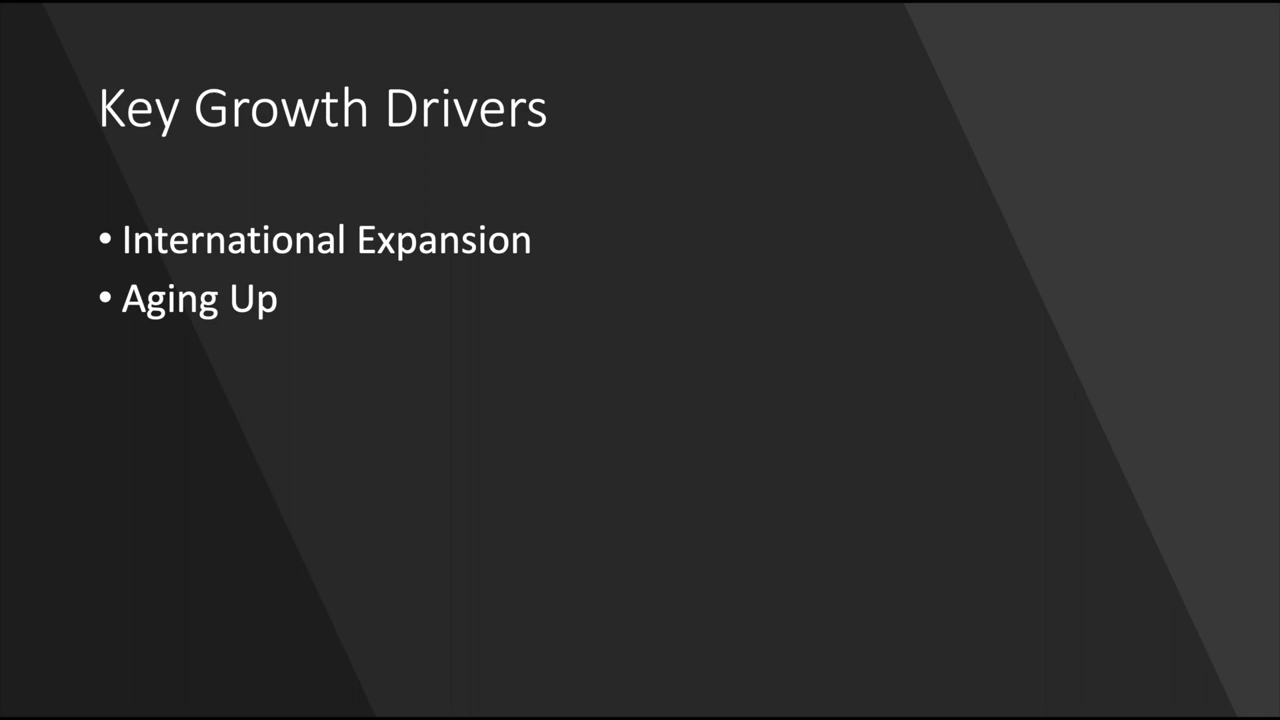 Key Growth Drivers
• International Expansion
• Aging Up